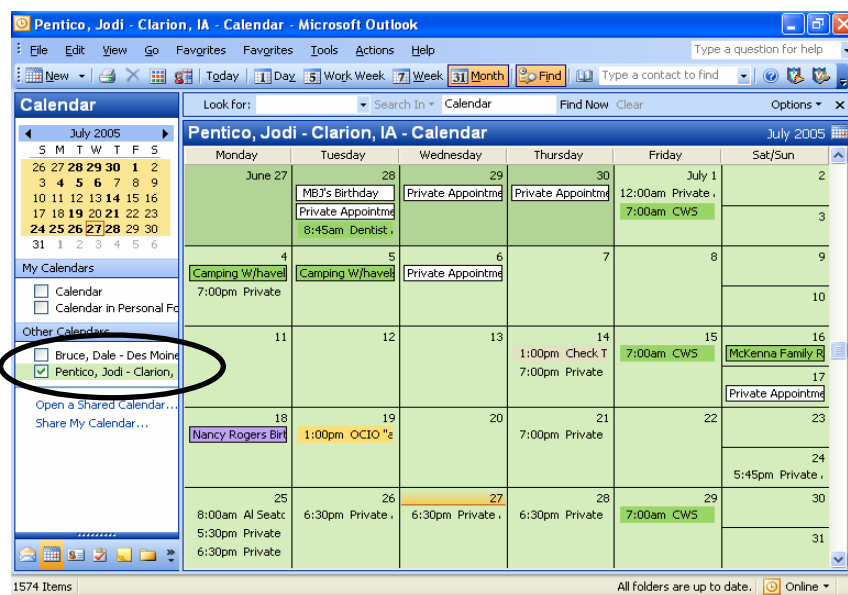 Pentico, Jodi - Clarion, IA - Calendar - Microsoft Outlook
File Edit View Go Favorites Favorites Tools Actions Help Type a question for help
New Today 1 Day 5 Work Week 7 Week 31 Month Find Type a contact to find
Calendar Look for: Search In Calendar Find Now Clear Options
July 2005
S M T W T F S
26 27 28 29 30 1 2
3 4 5 6 7 8 9
10 11 12 13 14 15 16
17 18 19 20 21 22 23
24 25 26 27 28 29 30
31 1 2 3 4 5 6
My Calendars
Calendar
Calendar in Personal Fo
Other Calendars
Bruce, Dale - Des Moine
Pentico, Jodi - Clarion,
Open a Shared Calendar...
Share My Calendar...
Pentico, Jodi - Clarion, IA - Calendar July 2005
Monday Tuesday Wednesday Thursday Friday Sat/Sun
June 27 28 29 30 July 1 2
MBJ's Birthday Private Appointme Private Appointme 12:00am Private
Private Appointme 7:00am CWS 3
8:45am Dentist
4 5 6 7 8 9
Camping W/havel Camping W/havel Private Appointme
7:00pm Private 10
11 12 13 14 15 16
1:00pm Check T 7:00am CWS McKenna Family R
7:00pm Private 17
Private Appointme
18 19 20 21 22 23
Nancy Rogers Birt 1:00pm OCIO "a 7:00pm Private
24
5:45pm Private
25 26 27 28 29 30
8:00am Al Seato 6:30pm Private 6:30pm Private 6:30pm Private 7:00am CWS
5:30pm Private 31
6:30pm Private
1574 Items All folders are up to date. Online